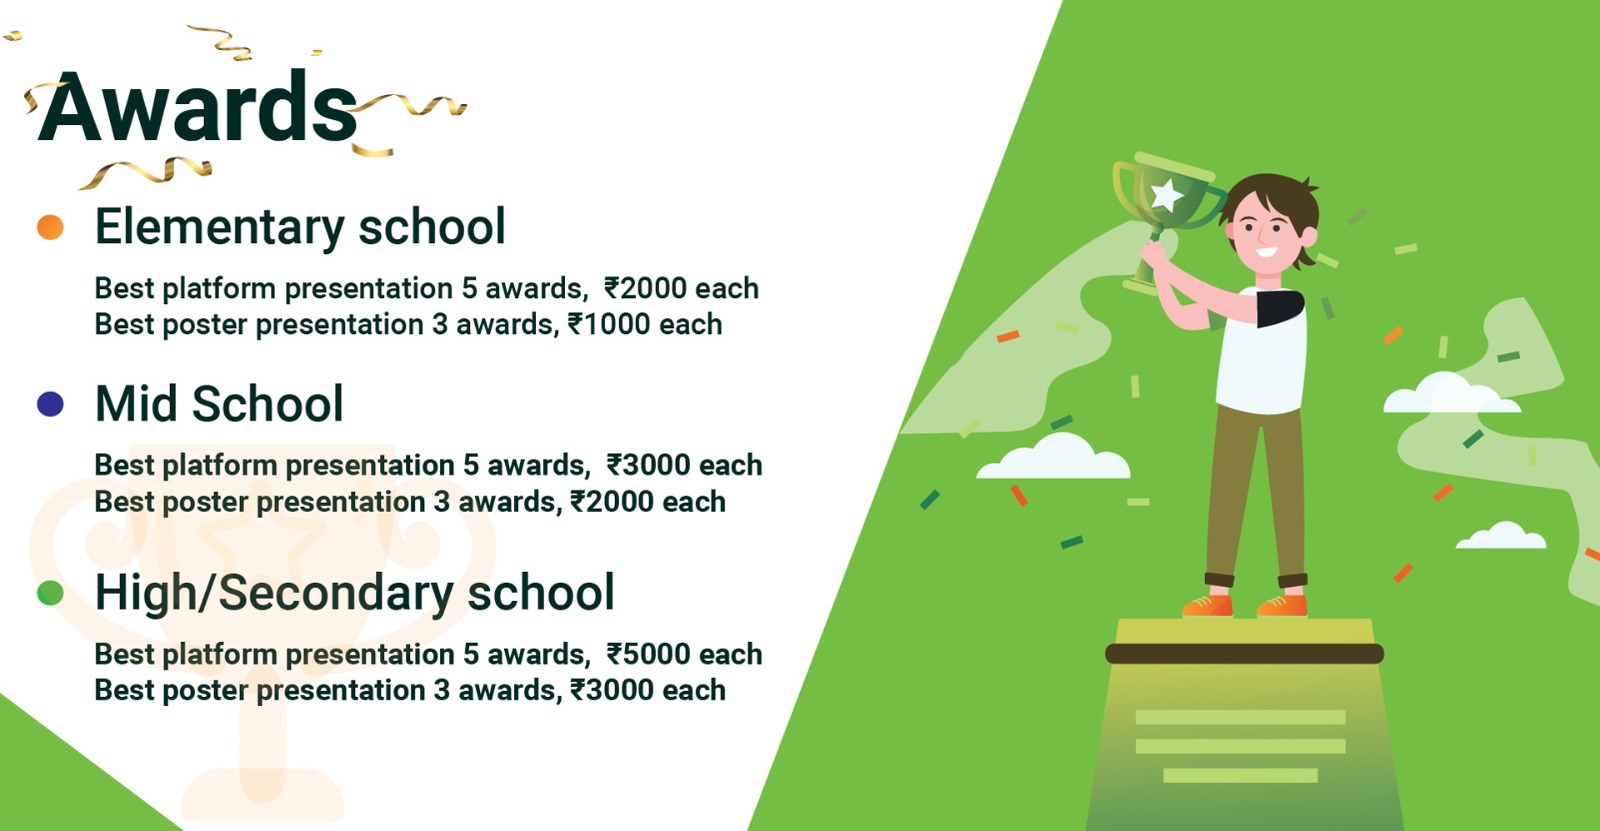 Awards
Elementary school
Best platform presentation 5 awards, ₹2000 each
Best poster presentation 3 awards, ₹1000 each
Mid School
Best platform presentation 5 awards, ₹3000 each
Best poster presentation 3 awards, ₹2000 each
High/Secondary school
Best platform presentation 5 awards, ₹5000 each
Best poster presentation 3 awards, ₹3000 each